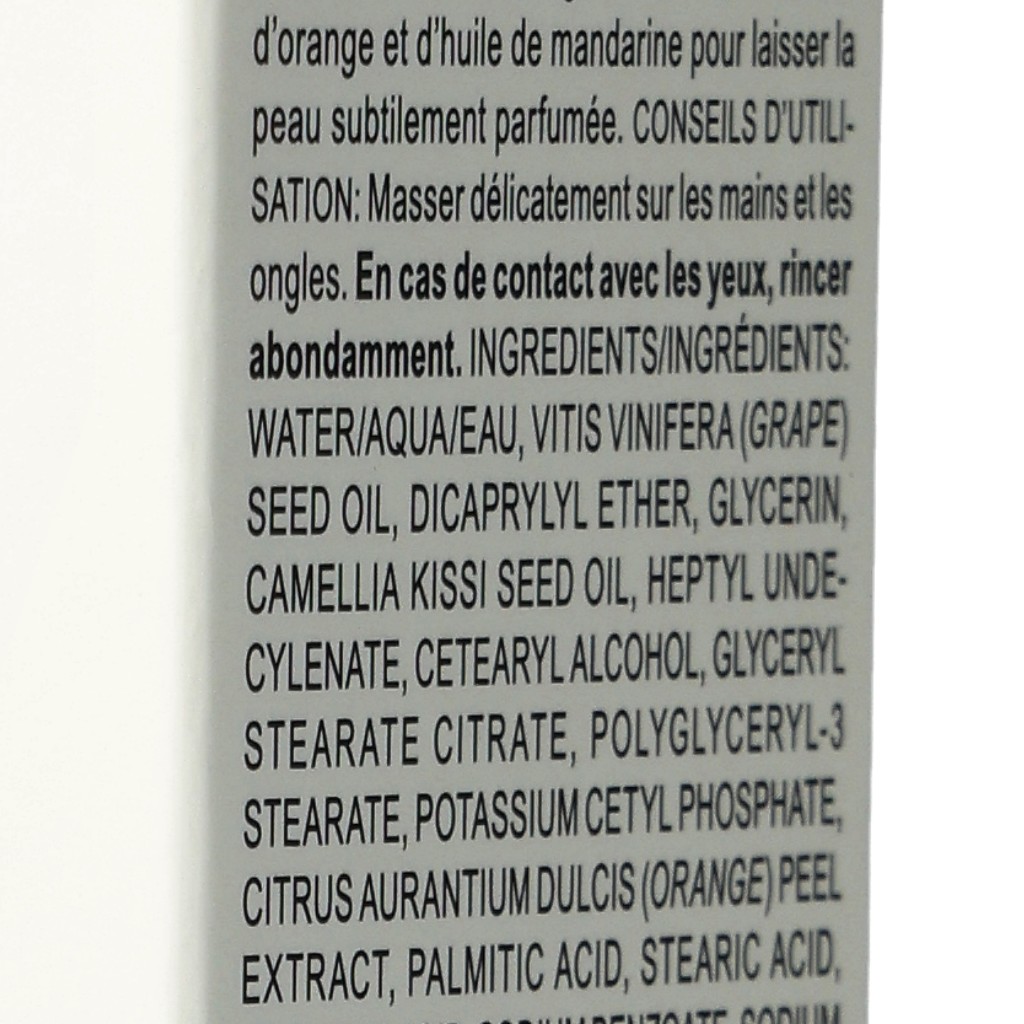 d'orange et d'huile de mandarine pour laisser la
peau subtilement parfumée. CONSEILS D'UTILI-
SATION: Masser délicatement sur les mains et les
ongles. En cas de contact avec les yeux, rincer
abondamment. INGREDIENTS/INGRÉDIENTS:
WATER/AQUA/EAU, VITIS VINIFERA (GRAPE)
SEED OIL, DICAPRYLYL ETHER, GLYCERIN,
CAMELLIA KISSI SEED OIL, HEPTYL UNDE-
CYLENATE, CETEARYL ALCOHOL, GLYCERYL
STEARATE CITRATE, POLYGLYCERYL-3
STEARATE, POTASSIUM CETYL PHOSPHATE,
CITRUS AURANTIUM DULCIS (ORANGE) PEEL
EXTRACT, PALMITIC ACID, STEARIC ACID,
SODIUM BENZOATE, SODIUM